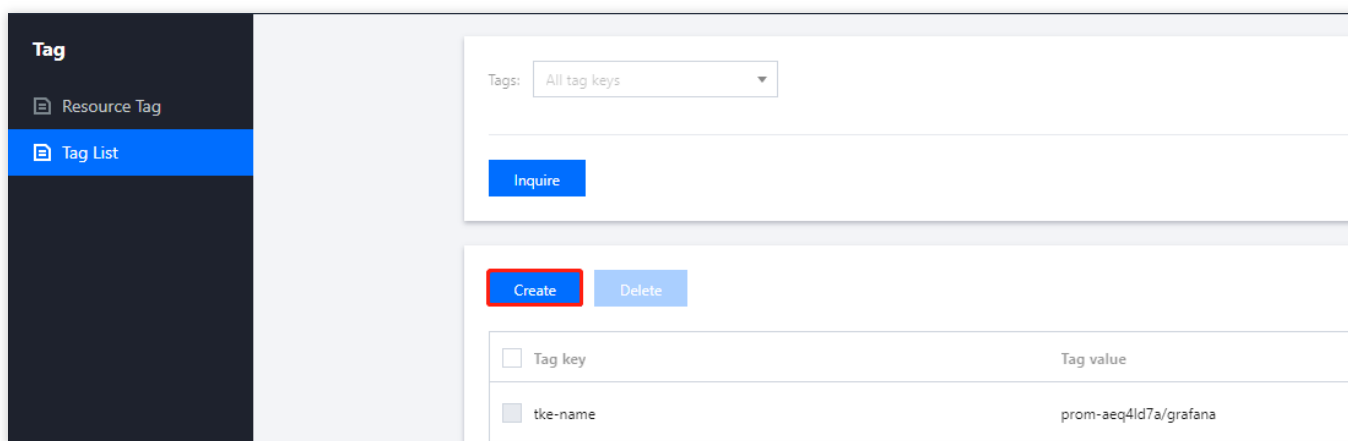 Tag
Resource Tag
Tag List
Tags: All tag keys
Inquire
Create Delete
Tag key Tag value
tke-name prom-aeq4ld7a/grafana